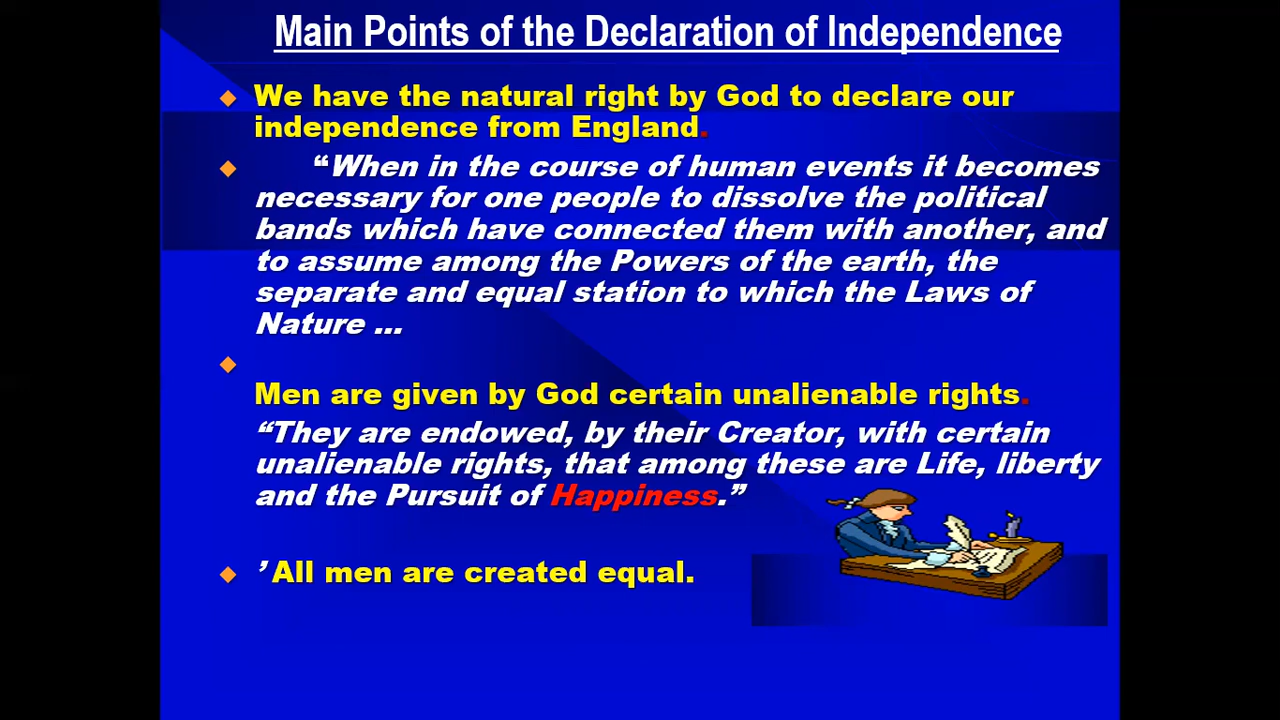 Main Points of the Declaration of Independence
We have the natural right by God to declare our
independence from England.
“When in the course of human events it becomes
necessary for one people to dissolve the political
bands which have connected them with another, and
to assume among the Powers of the earth, the
separate and equal station to which the Laws of
Nature ...
Men are given by God certain unalienable rights.
“They are endowed, by their Creator, with certain
unalienable rights, that among these are Life, liberty
and the Pursuit of Happiness.”
’All men are created equal.